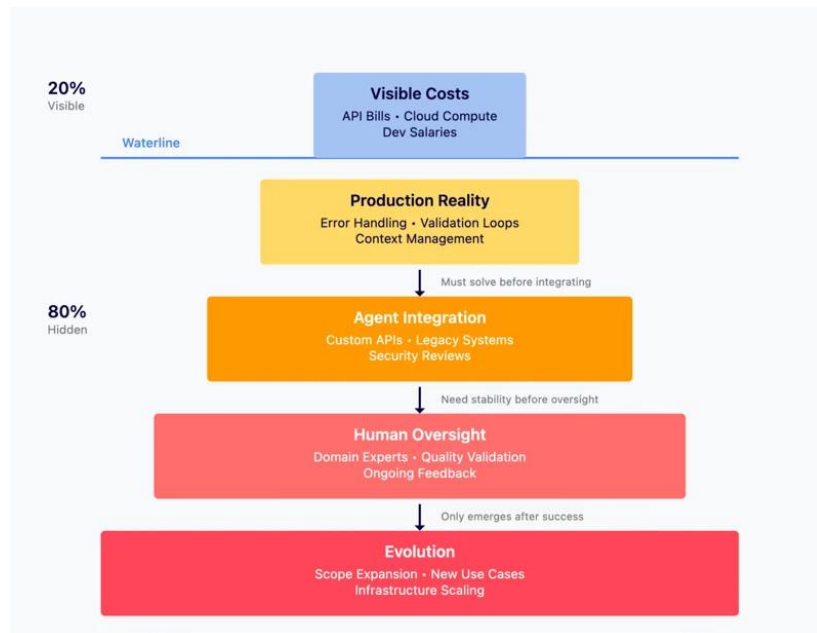 20%
Visible
Visible Costs
API Bills • Cloud Compute
Dev Salaries
Waterline
Production Reality
Error Handling • Validation Loops
Context Management
Must solve before integrating
80%
Hidden
Agent Integration
Custom APIs • Legacy Systems
Security Reviews
Need stability before oversight
Human Oversight
Domain Experts • Quality Validation
Ongoing Feedback
Only emerges after success
Evolution
Scope Expansion • New Use Cases
Infrastructure Scaling